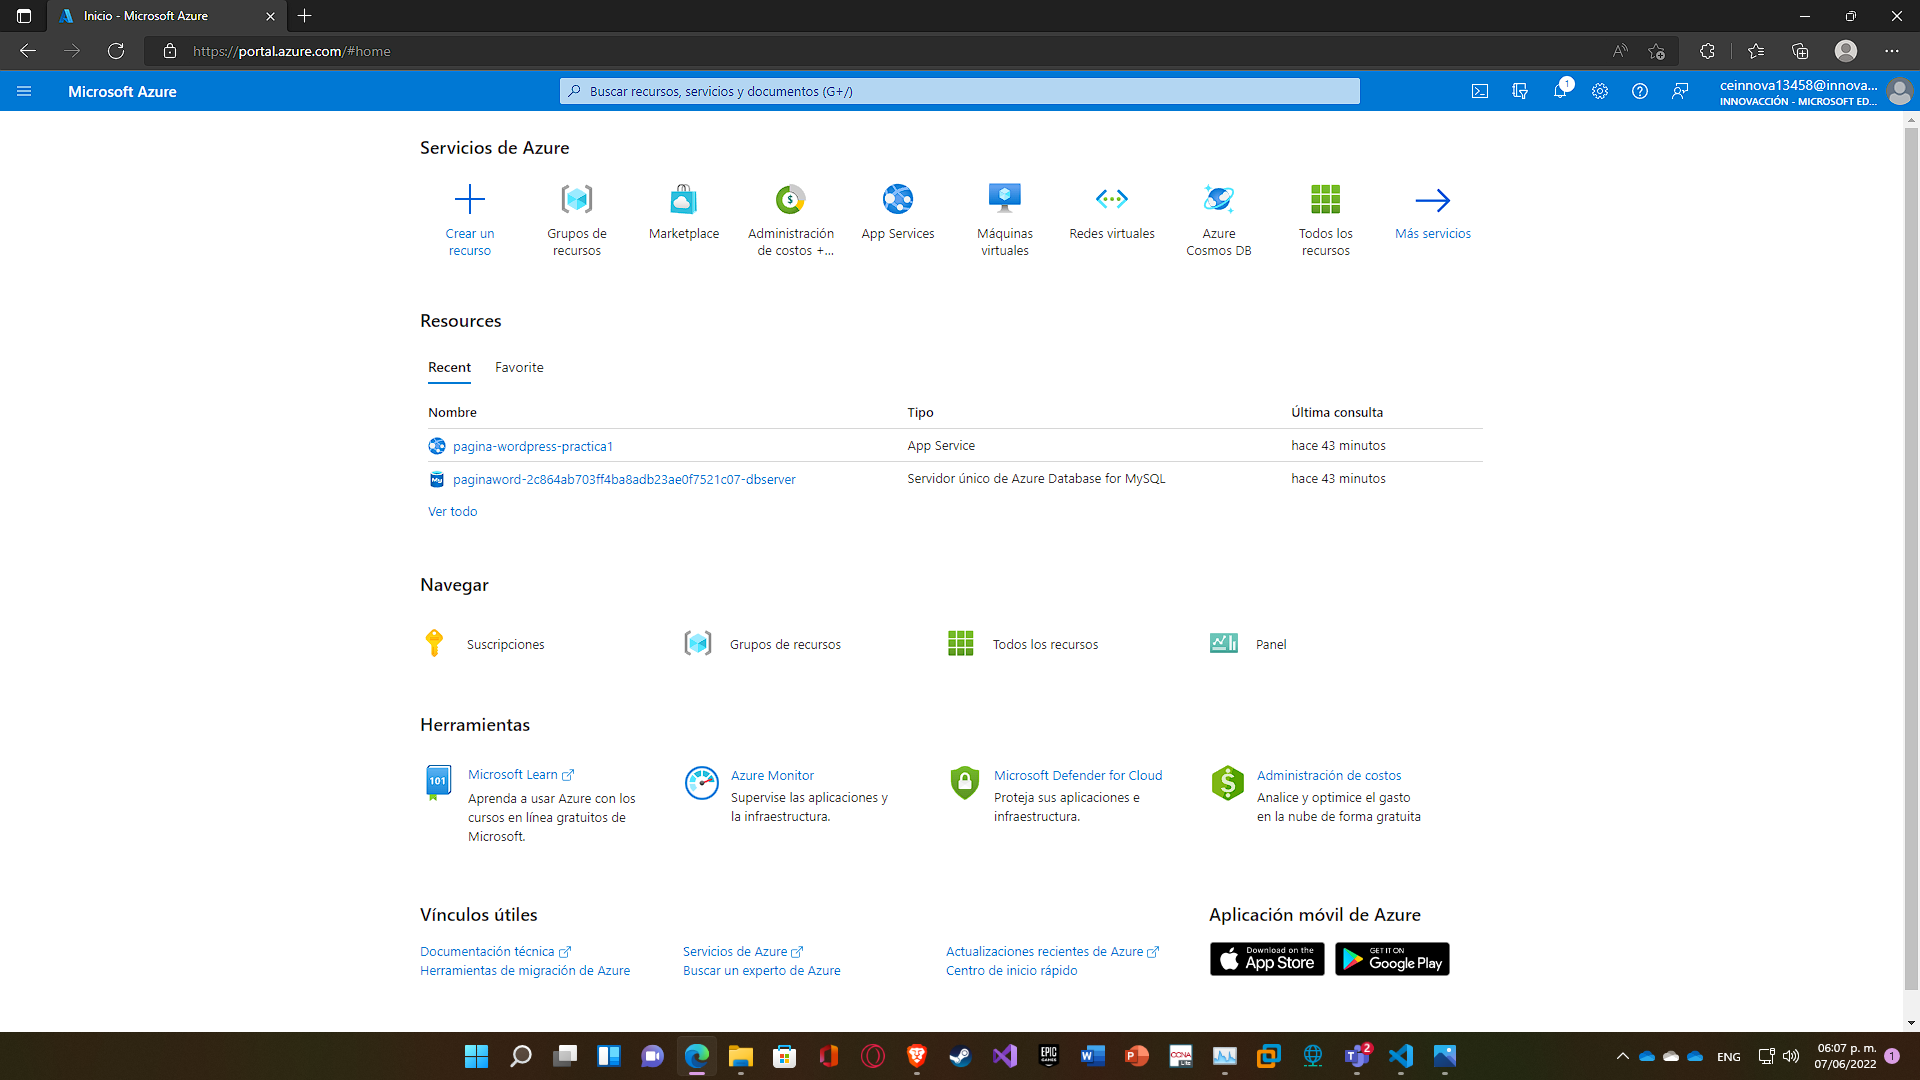 Inicio - Microsoft Azure
https://portal.azure.com/#home
Microsoft Azure
Buscar recursos, servicios y documentos (G+/)
1
ceinnova13458@innova...
INNOVACCIÓN - MICROSOFT ED...
Servicios de Azure
Crear un
recurso
Grupos de
recursos
Marketplace
Administración
de costos +...
App Services
Máquinas
virtuales
Redes virtuales
Azure
Cosmos DB
Todos los
recursos
Más servicios
Resources
Recent
Favorite
Nombre
Tipo
Última consulta
pagina-wordpress-practica1
App Service
hace 43 minutos
paginaword-2c864ab703ff4ba8adb23ae0f7521c07-dbserver
Servidor único de Azure Database for MySQL
hace 43 minutos
Ver todo
Navegar
Suscripciones
Grupos de recursos
Todos los recursos
Panel
Herramientas
101
Microsoft Learn
Aprenda a usar Azure con los
cursos en línea gratuitos de
Microsoft.
Azure Monitor
Supervise las aplicaciones y
la infraestructura.
Microsoft Defender for Cloud
Proteja sus aplicaciones e
infraestructura.
Administración de costos
Analice y optimice el gasto
en la nube de forma gratuita
Vínculos útiles
Documentación técnica
Herramientas de migración de Azure
Servicios de Azure
Buscar un experto de Azure
Actualizaciones recientes de Azure
Centro de inicio rápido
Aplicación móvil de Azure
Download on the
App Store
GET IT ON
Google Play
EPIC
GAMES
CCNA
2
ENG
06:07 p. m.
07/06/2022
1